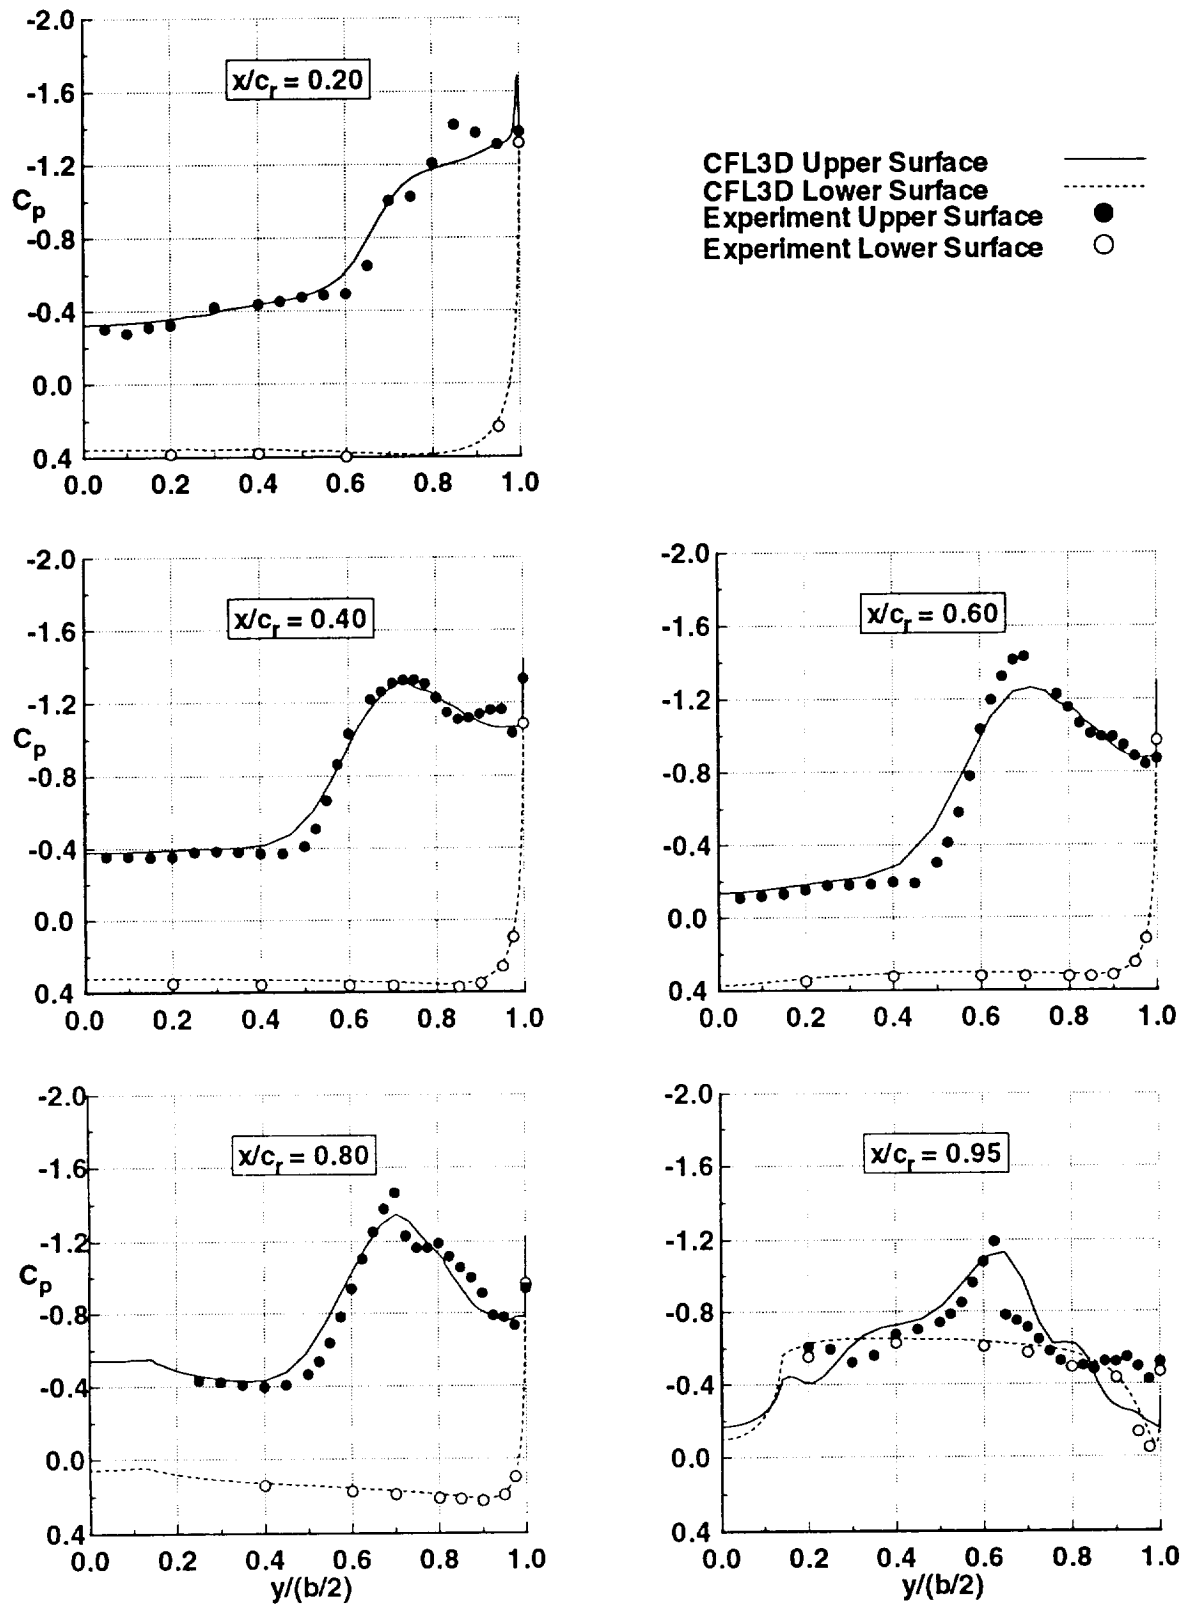 -2.0
-1.6
-1.2
-0.8
-0.4
0.0
0.4
Cp
x/cr = 0.20
0.0 0.2 0.4 0.6 0.8 1.0
CFL3D Upper Surface
CFL3D Lower Surface
Experiment Upper Surface
Experiment Lower Surface
-2.0
-1.6
-1.2
-0.8
-0.4
0.0
0.4
Cp
x/cr = 0.40
0.0 0.2 0.4 0.6 0.8 1.0
-2.0
-1.6
-1.2
-0.8
-0.4
0.0
0.4
x/cr = 0.60
0.0 0.2 0.4 0.6 0.8 1.0
-2.0
-1.6
-1.2
-0.8
-0.4
0.0
0.4
Cp
x/cr = 0.80
0.0 0.2 0.4 0.6 0.8 1.0
y/(b/2)
-2.0
-1.6
-1.2
-0.8
-0.4
0.0
0.4
x/cr = 0.95
0.0 0.2 0.4 0.6 0.8 1.0
y/(b/2)